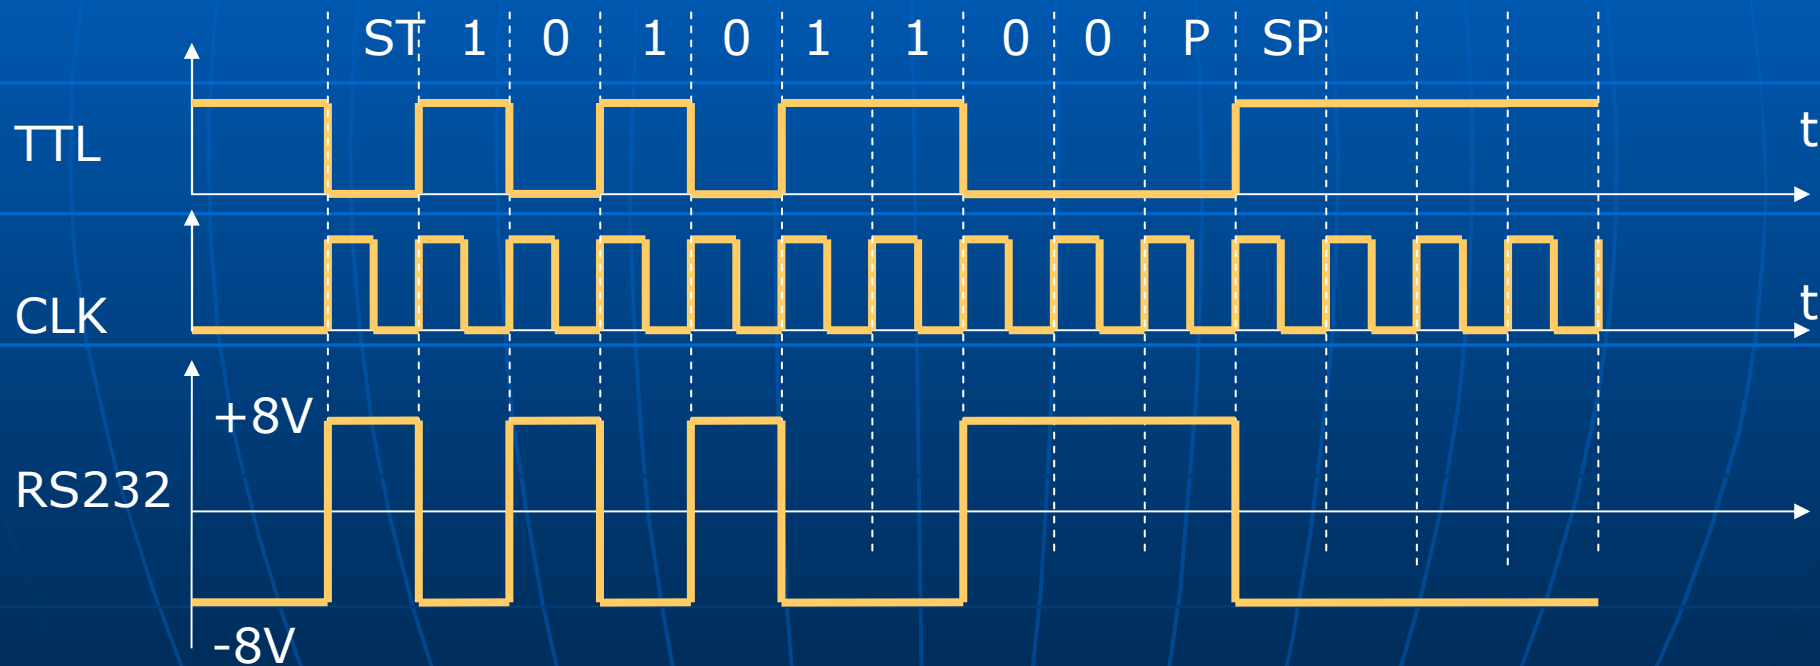 ST 1 0 1 0 1 1 0 0 P SP
TTL
t
CLK
t
+8V
RS232
-8V